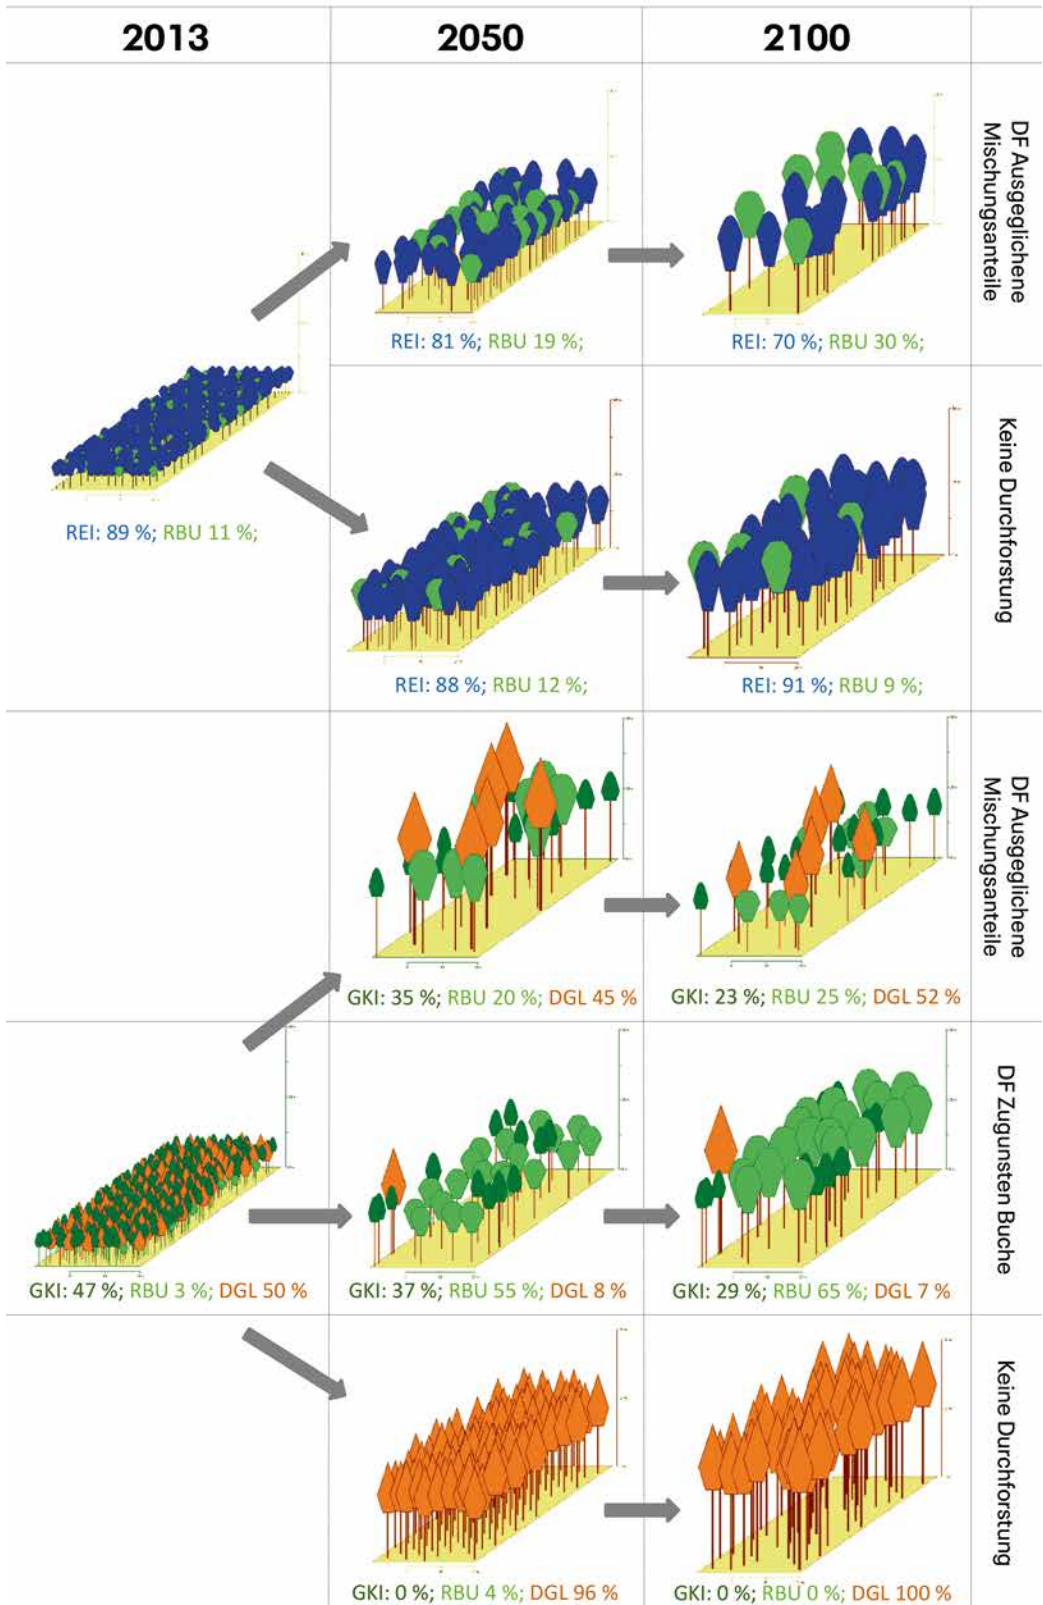 2013
2050
2100
DF Ausgeglichene
Mischungsanteile
REI: 81 %; RBU 19 %;
REI: 70 %; RBU 30 %;
REI: 89 %; RBU 11 %;
Keine Durchforstung
REI: 88 %; RBU 12 %;
REI: 91 %; RBU 9 %;
DF Ausgeglichene
Mischungsanteile
GKI: 35 %; RBU 20 %; DGL 45 %
GKI: 23 %; RBU 25 %; DGL 52 %
DF Zugunsten Buche
GKI: 47 %; RBU 3 %; DGL 50 %
GKI: 37 %; RBU 55 %; DGL 8 %
GKI: 29 %; RBU 65 %; DGL 7 %
Keine Durchforstung
GKI: 0 %; RBU 4 %; DGL 96 %
GKI: 0 %; RBU 0 %; DGL 100 %